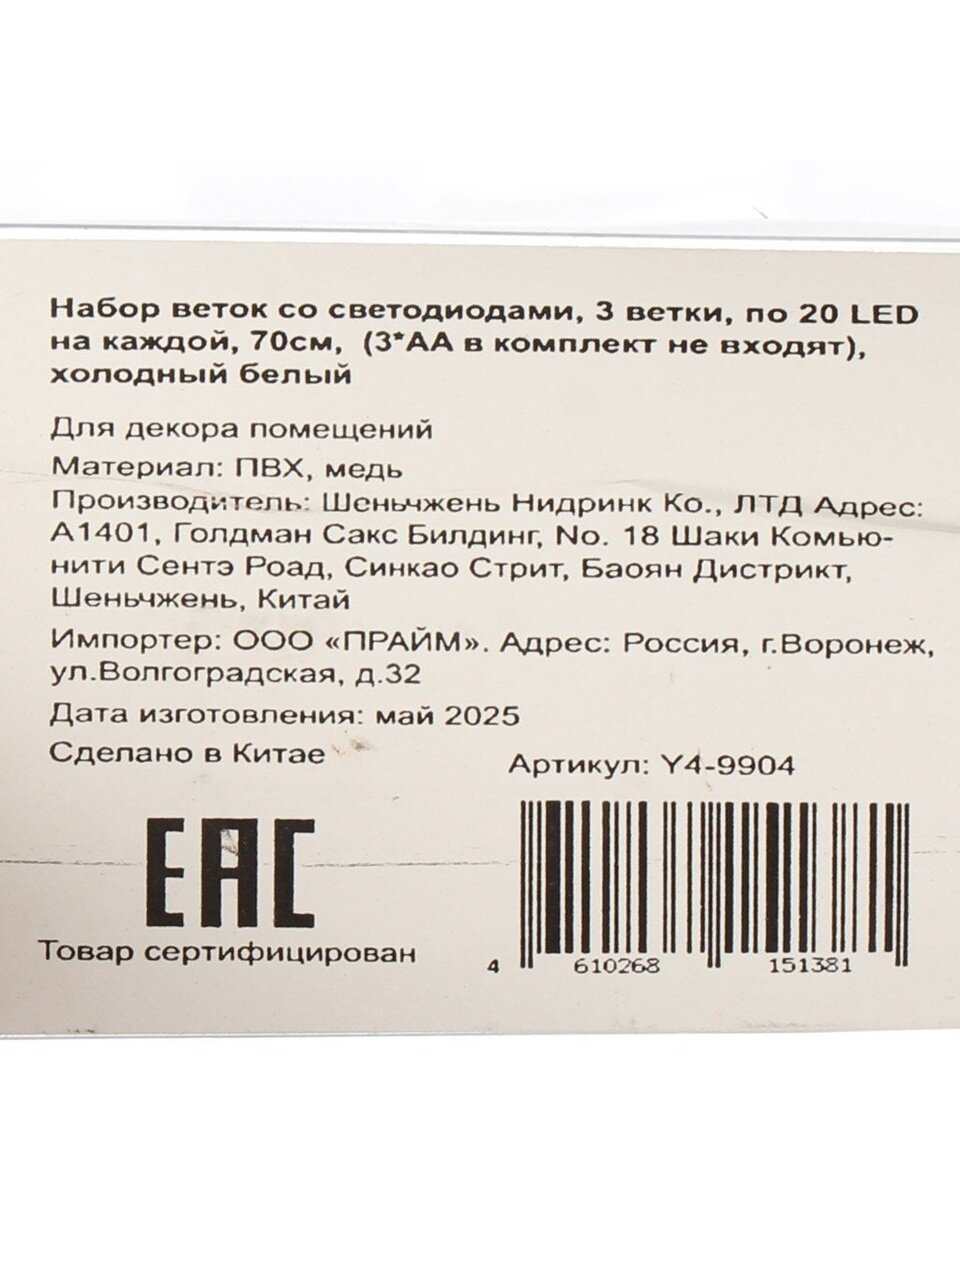 Набор веток со светодиодами, 3 ветки, по 20 LED
на каждой, 70см, (3*АА в комплект не входят),
холодный белый
Для декора помещений
Материал: ПВХ, медь
Производитель: Шеньчжень Нидринк Ко., ЛТД Адрес:
А1401, Голдман Сакс Билдинг, No. 18 Шаки Комью-
нити Сентэ Роад, Синкао Стрит, Баоян Дистрикт,
Шеньчжень, Китай
Импортер: ООО «ПРАЙМ». Адрес: Россия, г.Воронеж,
ул.Волгоградская, д.32
Дата изготовления: май 2025
Сделано в Китае
Артикул: Y4-9904
ЕАС
Товар сертифицирован
4 610268 151381